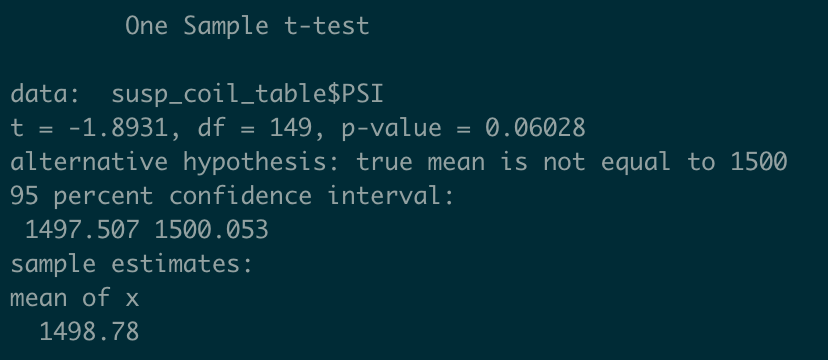 One Sample t-test
data:  susp_coil_table$PSI
t = -1.8931, df = 149, p-value = 0.06028
alternative hypothesis: true mean is not equal to 1500
95 percent confidence interval:
1497.507 1500.053
sample estimates:
mean of x
1498.78